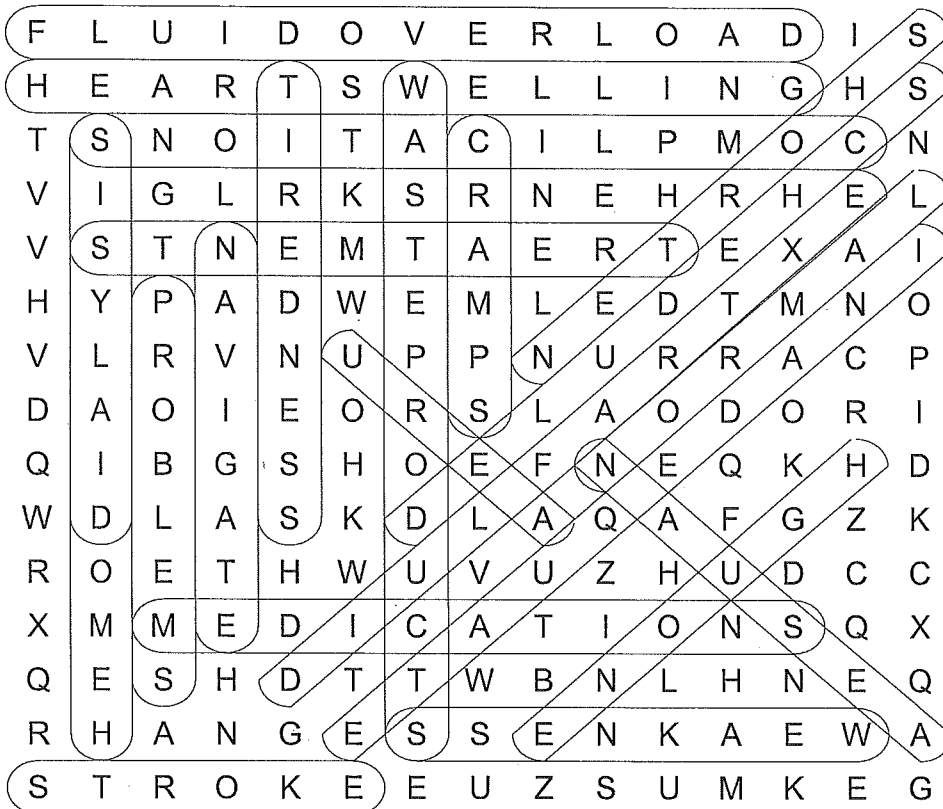 F L U I D O V E R L O A D I S
H E A R T S W E L L I N G H S
T S N O I T A C I L P M O C N
V I G L R K S R N E H R H E L
V S T N E M T A E R T E X A I
H Y P A D W E M L E D T M N O
V L R V N U P P N U R R A C P
D A O I E O R S L A O D O R I
Q I B G S H O E F N E Q K H D
W D L A S K D L A Q A F G Z K
R O E T H W U V U Z H U D C C
X M M E D I C A T I O N S Q X
Q E S H D T T W B N L H N E Q
R H A N G E S S E N K A E W A
S T R O K E E U Z S U M K E G